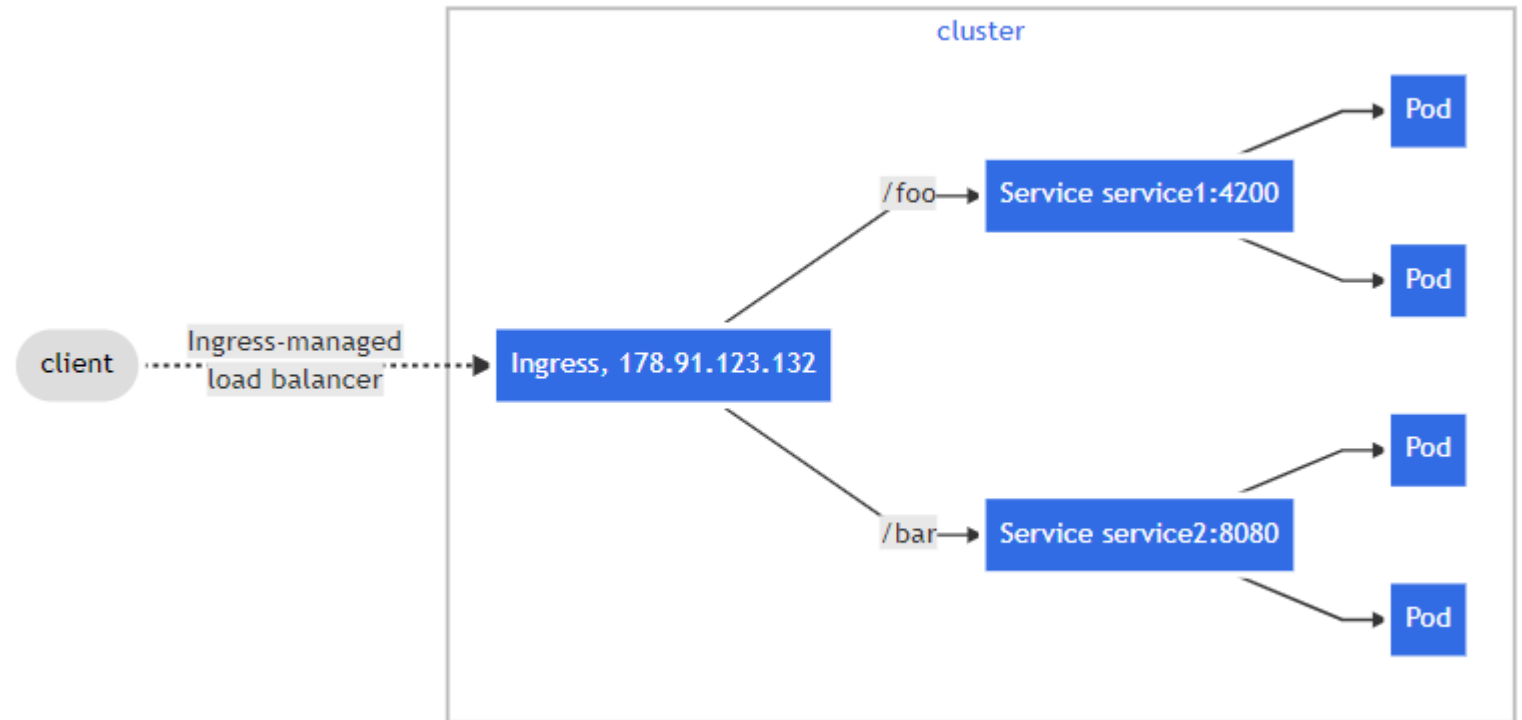 cluster
Pod
/foo
Service service1:4200
Pod
client
Ingress-managed
load balancer
Ingress, 178.91.123.132
Pod
/bar
Service service2:8080
Pod